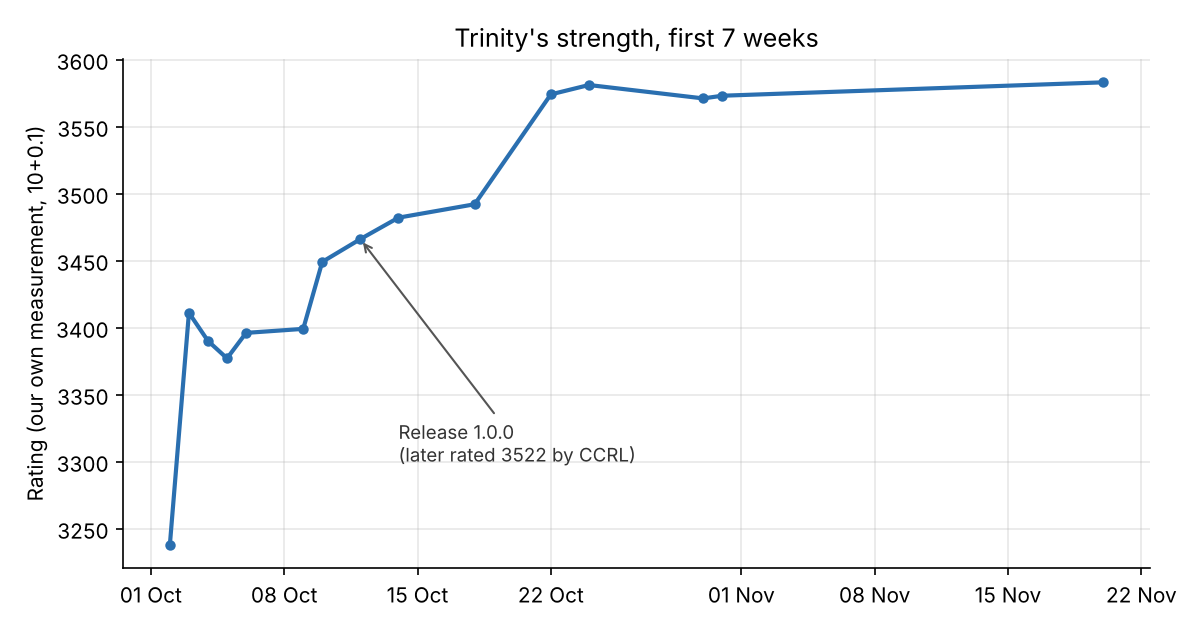 Trinity's strength, first 7 weeks
Rating (our own measurement, 10+0.1)
3600
3550
3500
3450
3400
3350
3300
3250
Release 1.0.0
(later rated 3522 by CCRL)
01 Oct
08 Oct
15 Oct
22 Oct
01 Nov
08 Nov
15 Nov
22 Nov